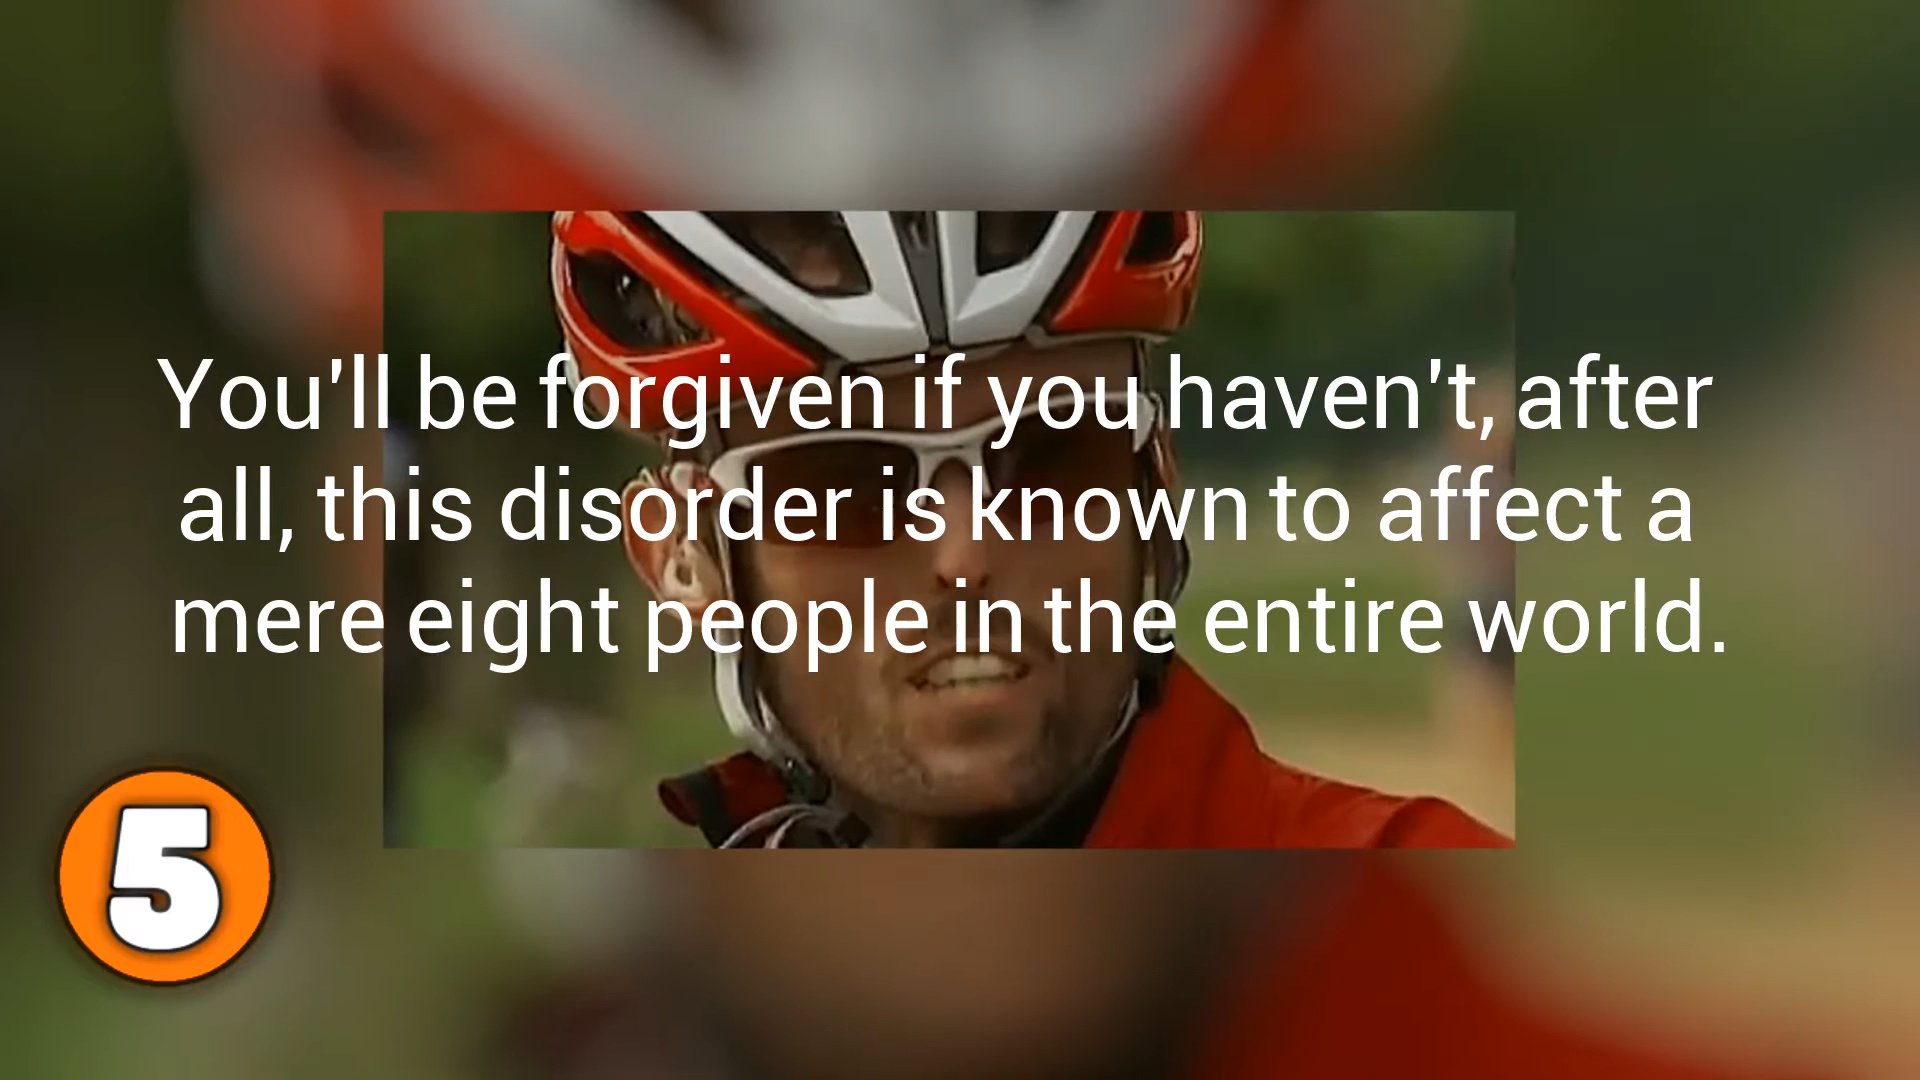 You'll be forgiven if you haven't, after
all, this disorder is known to affect a
mere eight people in the entire world.
5